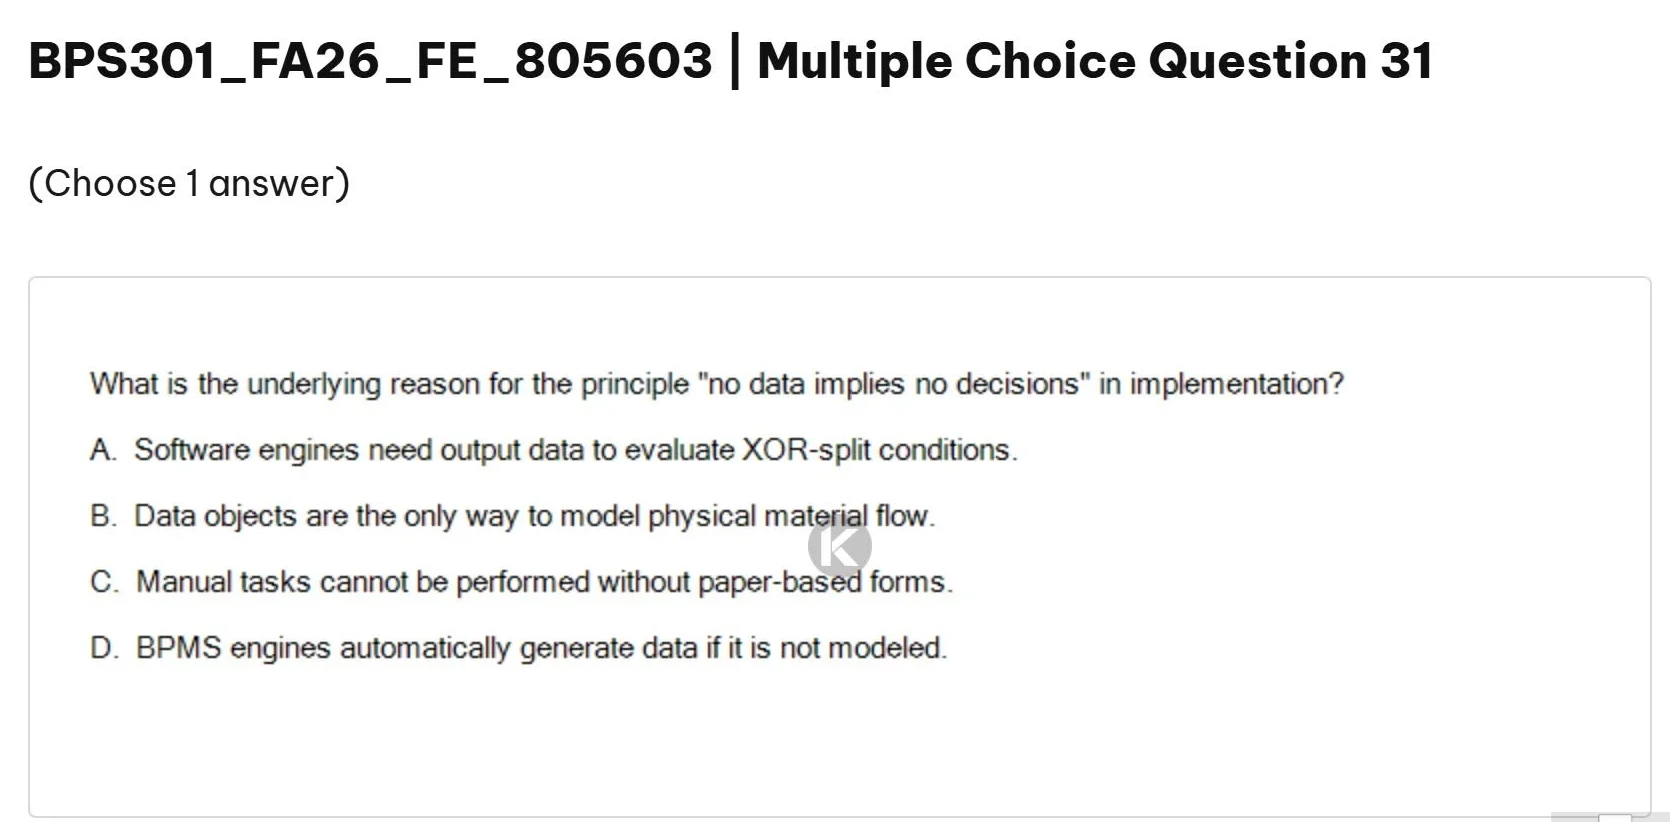 BPS301_FA26_FE_805603 | Multiple Choice Question 31
(Choose 1 answer)
What is the underlying reason for the principle "no data implies no decisions" in implementation?
A. Software engines need output data to evaluate XOR-split conditions.
B. Data objects are the only way to model physical material flow.
K
C. Manual tasks cannot be performed without paper-based forms.
D. BPMS engines automatically generate data if it is not modeled.